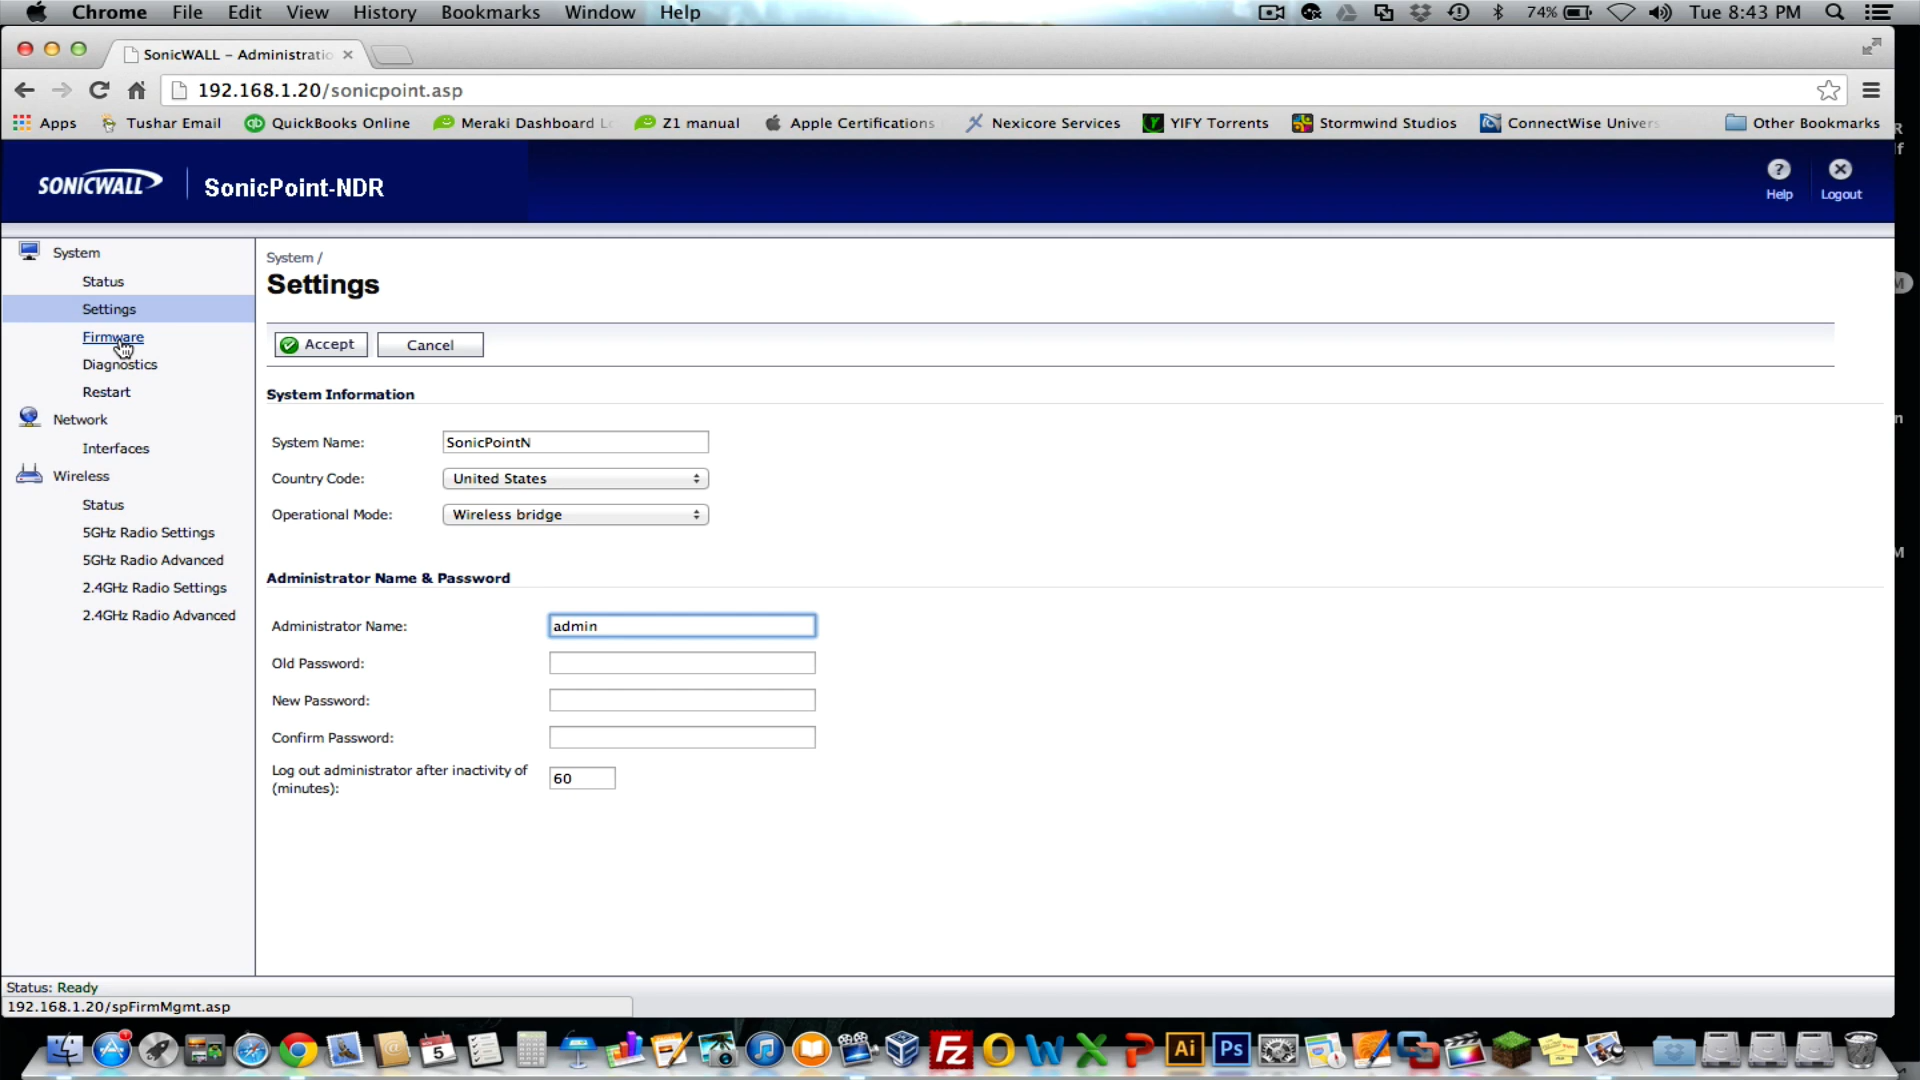 Chrome File Edit View History Bookmarks Window Help 74% Tue 8:43 PM
SonicWALL – Administratio
192.168.1.20/sonicpoint.asp
Apps Tushar Email QuickBooks Online Meraki Dashboard Lo Z1 manual Apple Certifications Nexicore Services YIFY Torrents Stormwind Studios ConnectWise Univers Other Bookmarks
SONICWALL SonicPoint-NDR
Help Logout
System
Status
Settings
Firmware
Diagnostics
Restart
Network
Interfaces
Wireless
Status
5GHz Radio Settings
5GHz Radio Advanced
2.4GHz Radio Settings
2.4GHz Radio Advanced
System /
Settings
Accept Cancel
System Information
System Name: SonicPointN
Country Code: United States
Operational Mode: Wireless bridge
Administrator Name & Password
Administrator Name: admin
Old Password:
New Password:
Confirm Password:
Log out administrator after inactivity of
(minutes): 60
Status: Ready
192.168.1.20/spFirmMgmt.asp
5 Fz Ai Ps